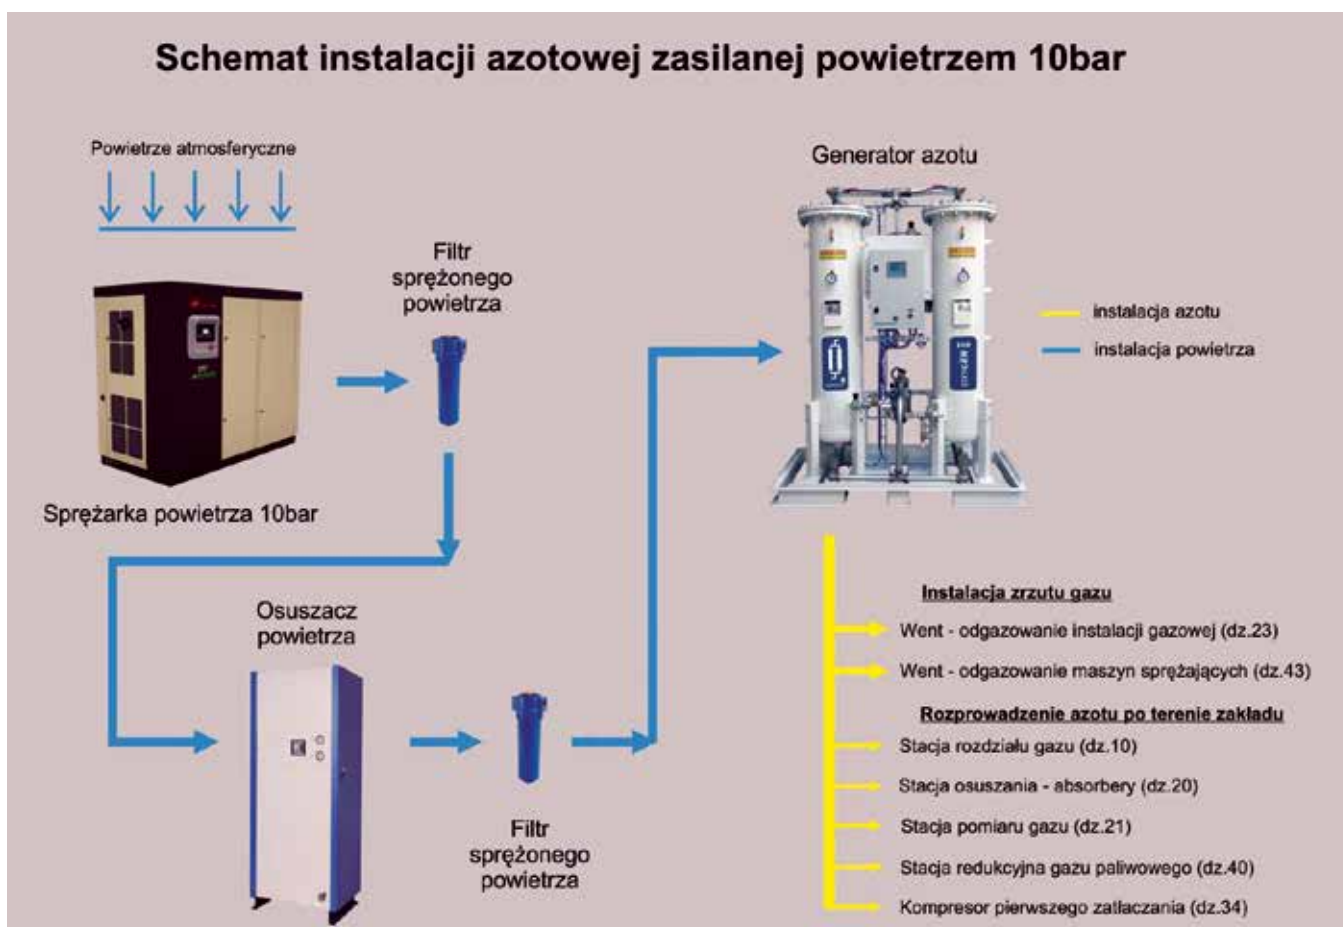 Schemat instalacji azotowej zasilanej powietrzem 10bar
Powietrze atmosferyczne
Generator azotu
Filtr
sprężonego
powietrza
instalacja azotu
instalacja powietrza
Sprężarka powietrza 10bar
Osuszacz
powietrza
Filtr
sprężonego
powietrza
Instalacja zrzutu gazu
Went - odgazowanie instalacji gazowej (dz.23)
Went - odgazowanie maszyn sprężających (dz.43)
Rozprowadzenie azotu po terenie zakładu
Stacja rozdziału gazu (dz.10)
Stacja osuszania - absorbery (dz.20)
Stacja pomiaru gazu (dz.21)
Stacja redukcyjna gazu paliwowego (dz.40)
Kompresor pierwszego zatłaczania (dz.34)